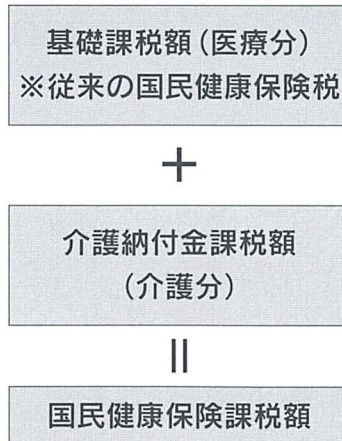 基礎課税額(医療分)
※従来の国民健康保険税
+
介護納付金課税額
(介護分)
||
国民健康保険課税額